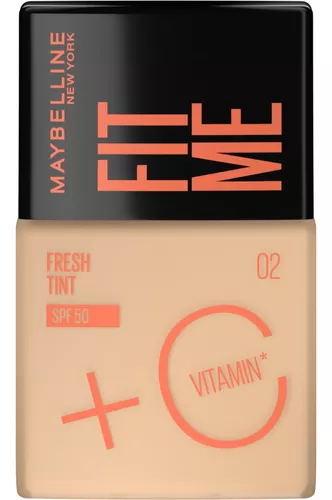 MAYBELLINE
NEW YORK
FIT
ME
FRESH
TINT
02
SPF 50
+ C
VITAMIN*